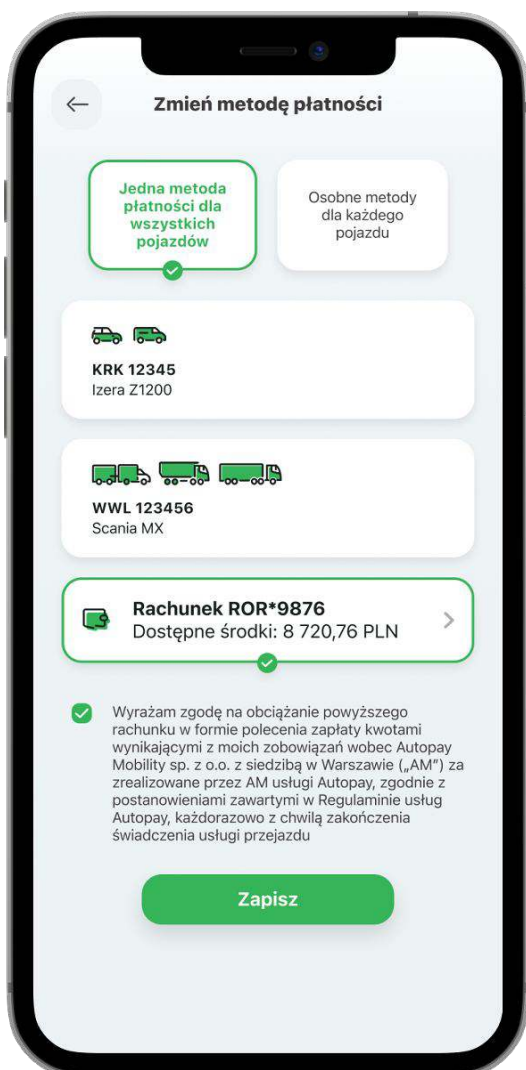 Zmień metodę płatności
Jedna metoda
płatności dla
wszystkich
pojazdów
Osobne metody
dla każdego
pojazdu
KRK 12345
Izera Z1200
WWL 123456
Scania MX
Rachunek ROR*9876
Dostępne środki: 8 720,76 PLN
Wyrażam zgodę na obciążanie powyższego
rachunku w formie polecenia zapłaty kwotami
wynikającymi z moich zobowiązań wobec Autopay
Mobility sp. z o.o. z siedzibą w Warszawie („AM”) za
zrealizowane przez AM usługi Autopay, zgodnie z
postanowieniami zawartymi w Regulaminie usług
Autopay, każdorazowo z chwilą zakończenia
świadczenia usługi przejazdu
Zapisz